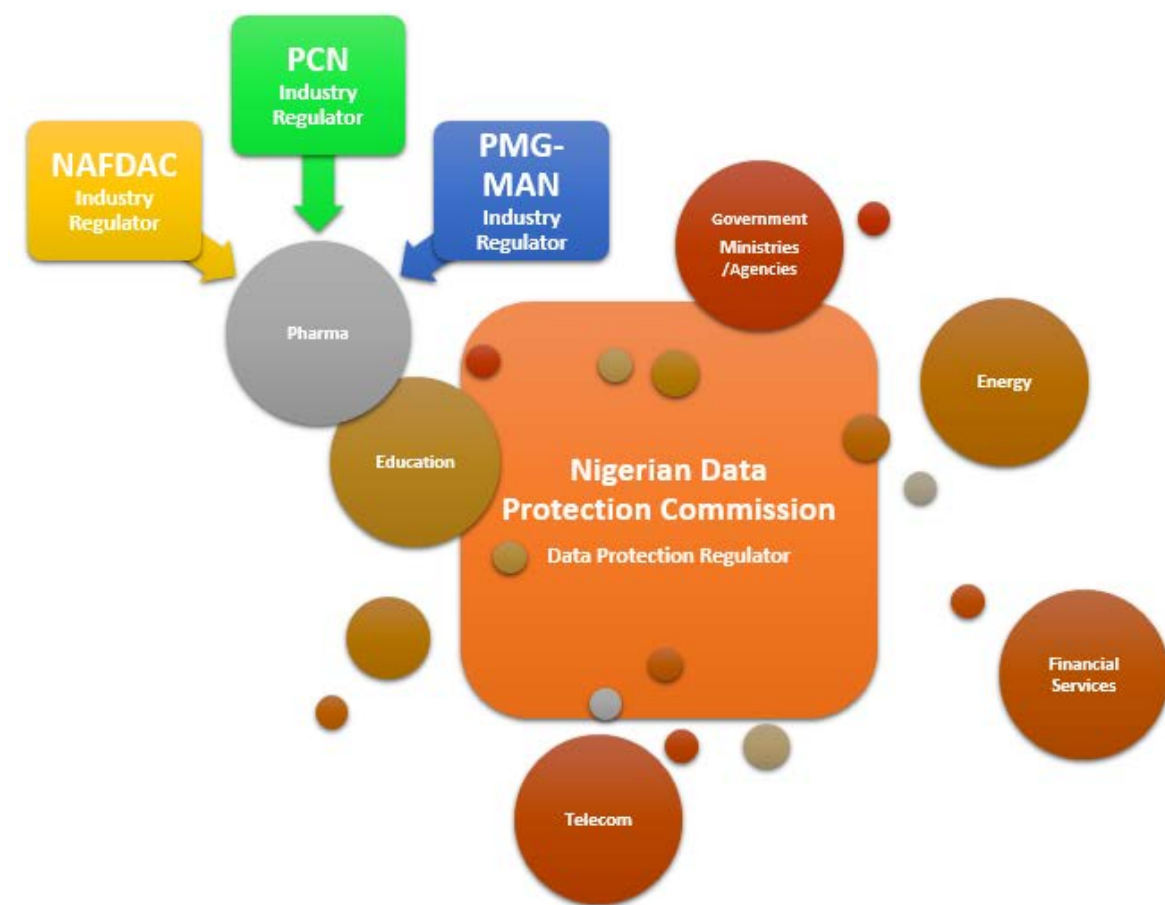 PCN
Industry
Regulator
NAFDAC
Industry
Regulator
PMG-
MAN
Industry
Regulator
Government
Ministries
/Agencies
Pharma
Energy
Education
Nigerian Data
Protection Commission
Data Protection Regulator
Financial
Services
Telecom